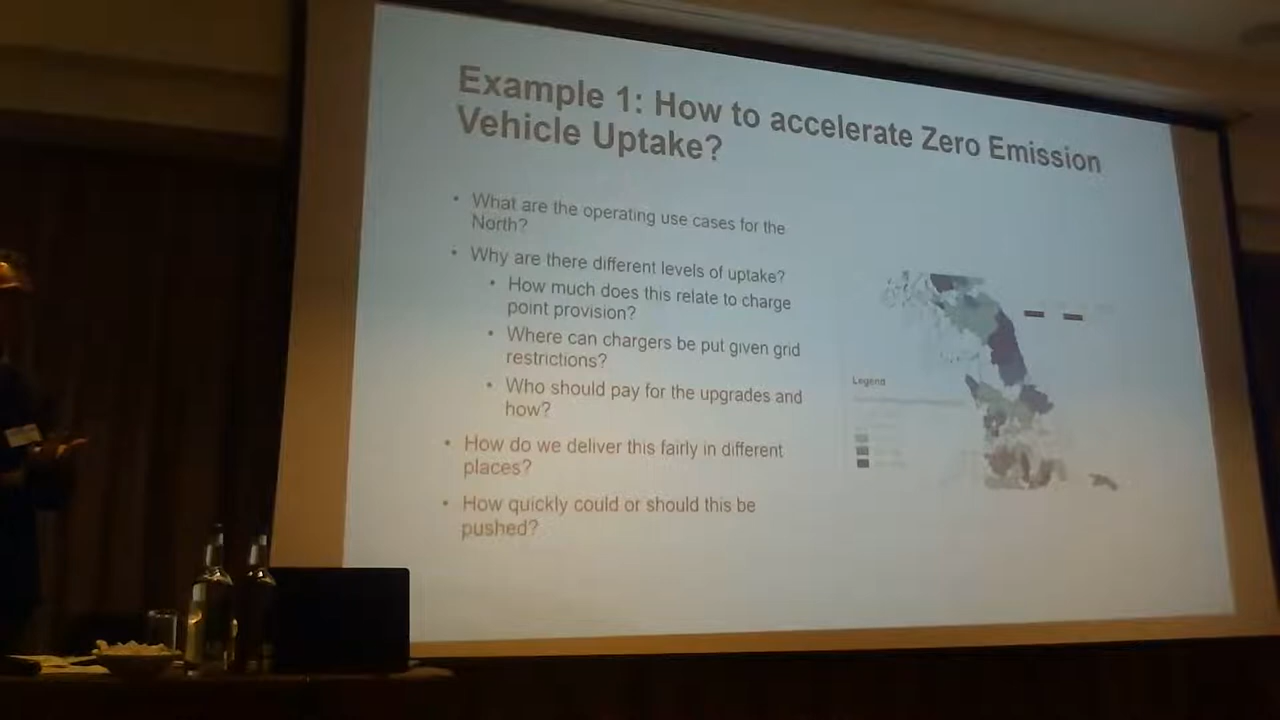 Example 1: How to accelerate Zero Emission
Vehicle Uptake?
• What are the operating use cases for the
North?
• Why are there different levels of uptake?
• How much does this relate to charge
point provision?
• Where can chargers be put given grid
restrictions?
• Who should pay for the upgrades and
how?
• How do we deliver this fairly in different
places?
• How quickly could or should this be
pushed?
Legend